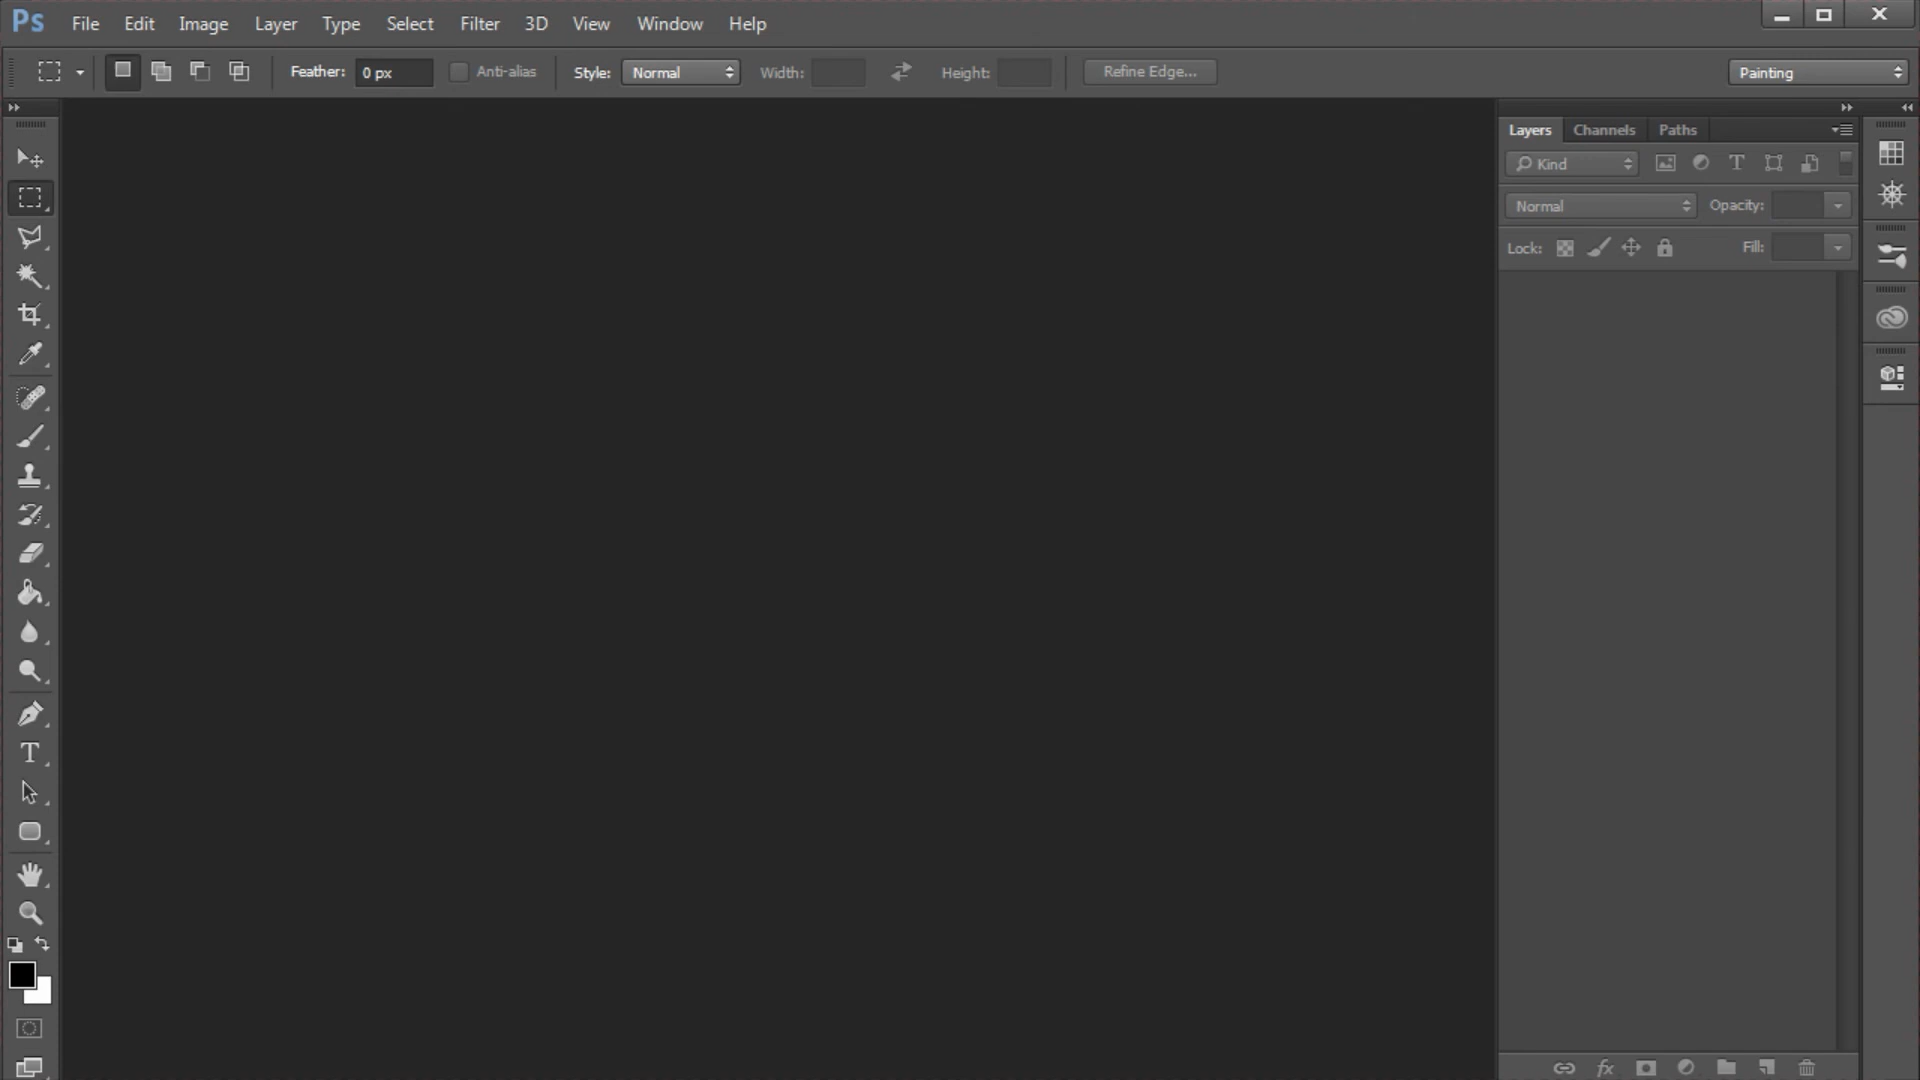 Ps File Edit Image Layer Type Select Filter 3D View Window Help
Feather: 0 px Anti-alias Style: Normal Width: Height: Refine Edge... Painting
Layers Channels Paths
Kind
Normal Opacity:
Lock: Fill: